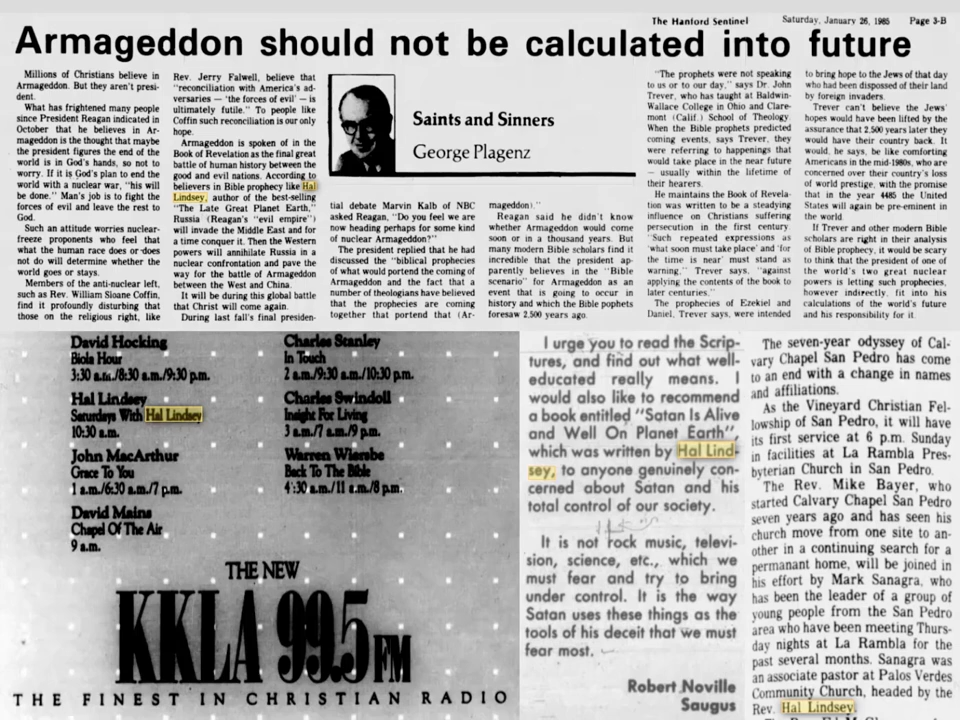 The Hanford Sentinel Saturday, January 26, 1985 Page 3-B
Armageddon should not be calculated into future
Millions of Christians believe in
Armageddon. But they aren't presi-
dent.
What has frightened many people
since President Reagan indicated in
October that he believes in Ar-
mageddon is the thought that maybe
the president figures the end of the
world is in God's hands, so not to
worry. If it is God's plan to end the
world with a nuclear war, "his will
be done." Man's job is to fight the
forces of evil and leave the rest to
God.
Such an attitude worries nuclear-
freeze proponents who feel that
what the human race does or does
not do will determine whether the
world goes or stays.
Members of the anti-nuclear left,
such as Rev. William Sloane Coffin,
find it profoundly disturbing that
those on the religious right, like
Rev. Jerry Falwell, believe that
"reconciliation with America's ad-
versaries — 'the forces of evil' — is
ultimately futile." To people like
Coffin such reconciliation is our only
hope.
Armageddon is spoken of in the
Book of Revelation as the final great
battle of human history between the
good and evil nations. According to
believers in Bible prophecy like Hal
Lindsey, author of the best-selling
"The Late Great Planet Earth,"
Russia (Reagan's "evil empire")
will invade the Middle East and for
a time conquer it. Then the Western
powers will annihilate Russia in a
nuclear confrontation and pave the
way for the battle of Armageddon
between the West and China.
It will be during this global battle
that Christ will come again.
During last fall's final presiden-
Saints and Sinners
George Plagenz
tial debate Marvin Kalb of NBC
asked Reagan, "Do you feel we are
now heading perhaps for some kind
of nuclear Armageddon?"
The president replied that he had
discussed the "biblical prophecies
of what would portend the coming of
Armageddon and the fact that a
number of theologians have believed
that the prophecies are coming
together that portend that (Ar-
mageddon)."
Reagan said he didn't know
whether Armageddon would come
soon or in a thousand years. But
many modern Bible scholars find it
incredible that the president ap-
parently believes in the "Bible
scenario" for Armageddon as an
event that is going to occur in
history and which the Bible prophets
foresaw 2,500 years ago.
"The prophets were not speaking
to us or to our day," says Dr. John
Trever, who has taught at Baldwin-
Wallace College in Ohio and Clare-
mont (Calif.) School of Theology.
When the Bible prophets predicted
coming events, says Trever, they
were referring to happenings that
would take place in the near future
— usually within the lifetime of
their hearers.
He maintains the Book of Revela-
tion was written to be a steadying
influence on Christians suffering
persecution in the first century.
"Such repeated expressions as
'what soon must take place' and 'for
the time is near' must stand as
warning," Trever says, "against
applying the contents of the book to
later centuries."
The prophecies of Ezekiel and
Daniel, Trever says, were intended
to bring hope to the Jews of that day
who had been disposed of their land
by foreign invaders.
Trever can't believe the Jews'
hopes would have been lifted by the
assurance that 2,500 years later they
would have their country back. It
would, he says, be like comforting
Americans in the mid-1980s, who are
concerned over their country's loss
of world prestige, with the promise
that in the year 4485 the United
States will again be pre-eminent in
the world.
If Trever and other modern Bible
scholars are right in their analysis
of Bible prophecy, it would be scary
to think that the president of one of
the world's two great nuclear
powers is letting such prophecies,
however indirectly, fit into his
calculations of the world's future
and his responsibility for it.
David Hocking
Biola Hour
3:30 a.m./8:30 a.m./9:30 p.m.
Hal Lindsey
Saturdays With Hal Lindsey
10:30 a.m.
John MacArthur
Grace To You
1 a.m./6:30 a.m./7 p.m.
David Mains
Chapel Of The Air
9 a.m.
Charles Stanley
In Touch
2 a.m./9:30 a.m./10:30 p.m.
Charles Swindoll
Insight For Living
3 a.m./7 a.m./9 p.m.
Warren Wiersbe
Back To The Bible
4:30 a.m./11 a.m./8 p.m.
THE NEW
KKLA 99.5 FM
THE FINEST IN CHRISTIAN RADIO
I urge you to read the Scrip-
tures, and find out what well-
educated really means. I
would also like to recommend
a book entitled "Satan Is Alive
and Well On Planet Earth",
which was written by Hal Lind-
sey, to anyone genuinely con-
cerned about Satan and his
total control of our society.
It is not rock music, televi-
sion, science, etc., which we
must fear and try to bring
under control. It is the way
Satan uses these things as the
tools of his deceit that we must
fear most.
Robert Noville
Saugus
The seven-year odyssey of Cal-
vary Chapel San Pedro has come
to an end with a change in names
and affiliations.
As the Vineyard Christian Fel-
lowship of San Pedro, it will have
its first service at 6 p.m. Sunday
in facilities at La Rambla Pres-
byterian Church in San Pedro.
The Rev. Mike Bayer, who
started Calvary Chapel San Pedro
seven years ago and has seen his
church move from one site to an-
other in a continuing search for a
permanant home, will be joined in
his effort by Mark Sanagra, who
has been the leader of a group of
young people from the San Pedro
area who have been meeting Thurs-
day nights at La Rambla for the
past several months. Sanagra was
an associate pastor at Palos Verdes
Community Church, headed by the
Rev. Hal Lindsey.